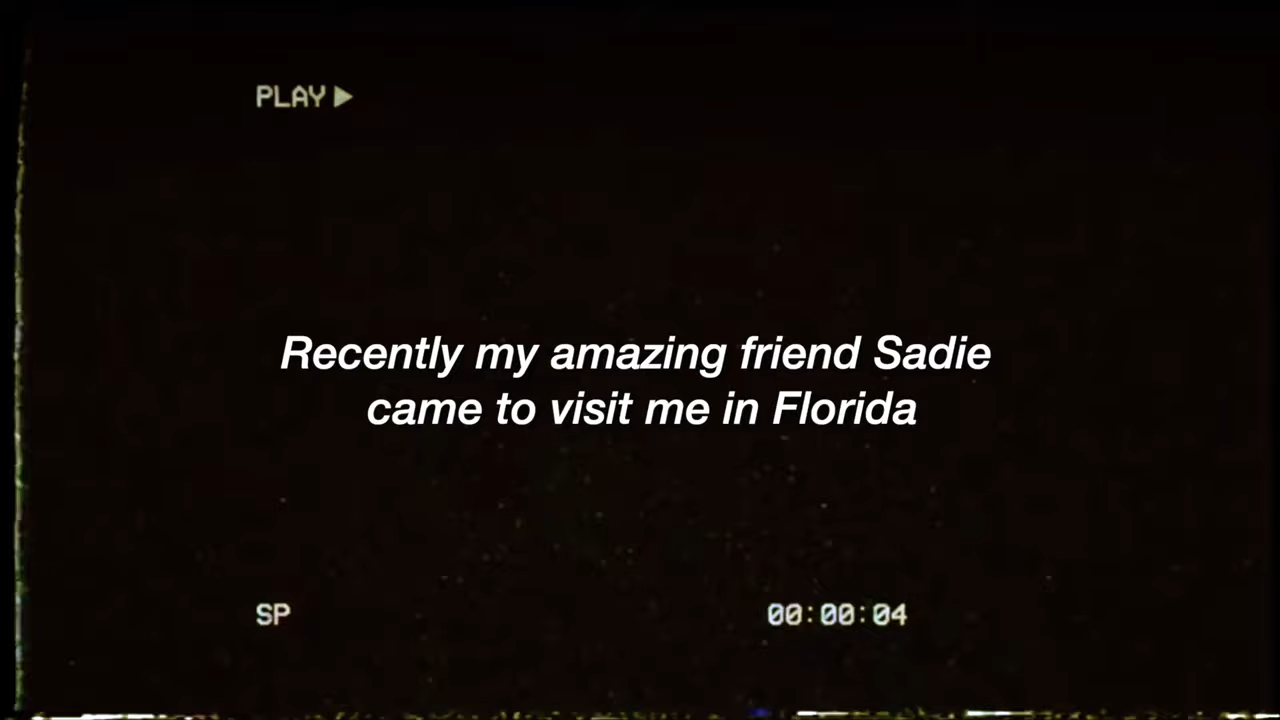 PLAY ▶
Recently my amazing friend Sadie
came to visit me in Florida
SP
00:00:04